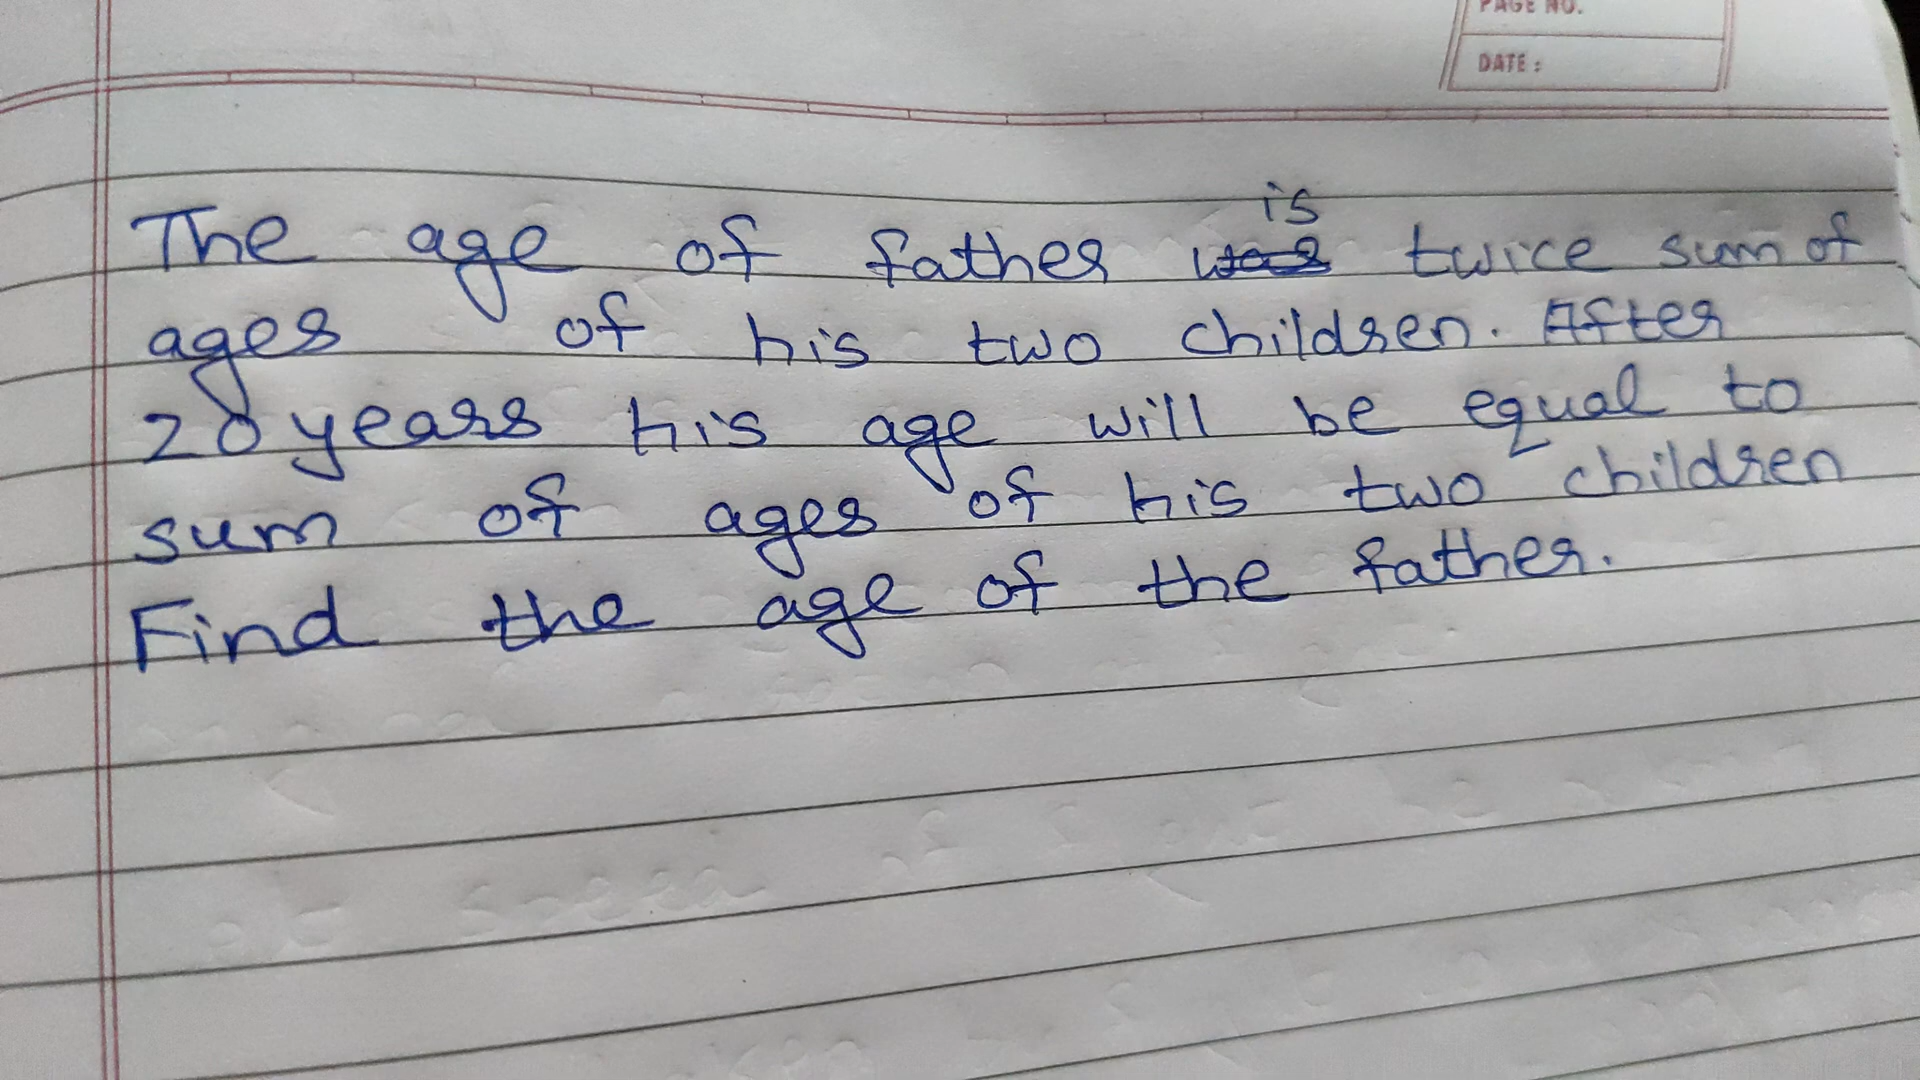 PAGE NO.
DATE :
The age of father is twice sum of
ages of his two children. After
20 years his age will be equal to
sum of ages of his two children
Find the age of the father.